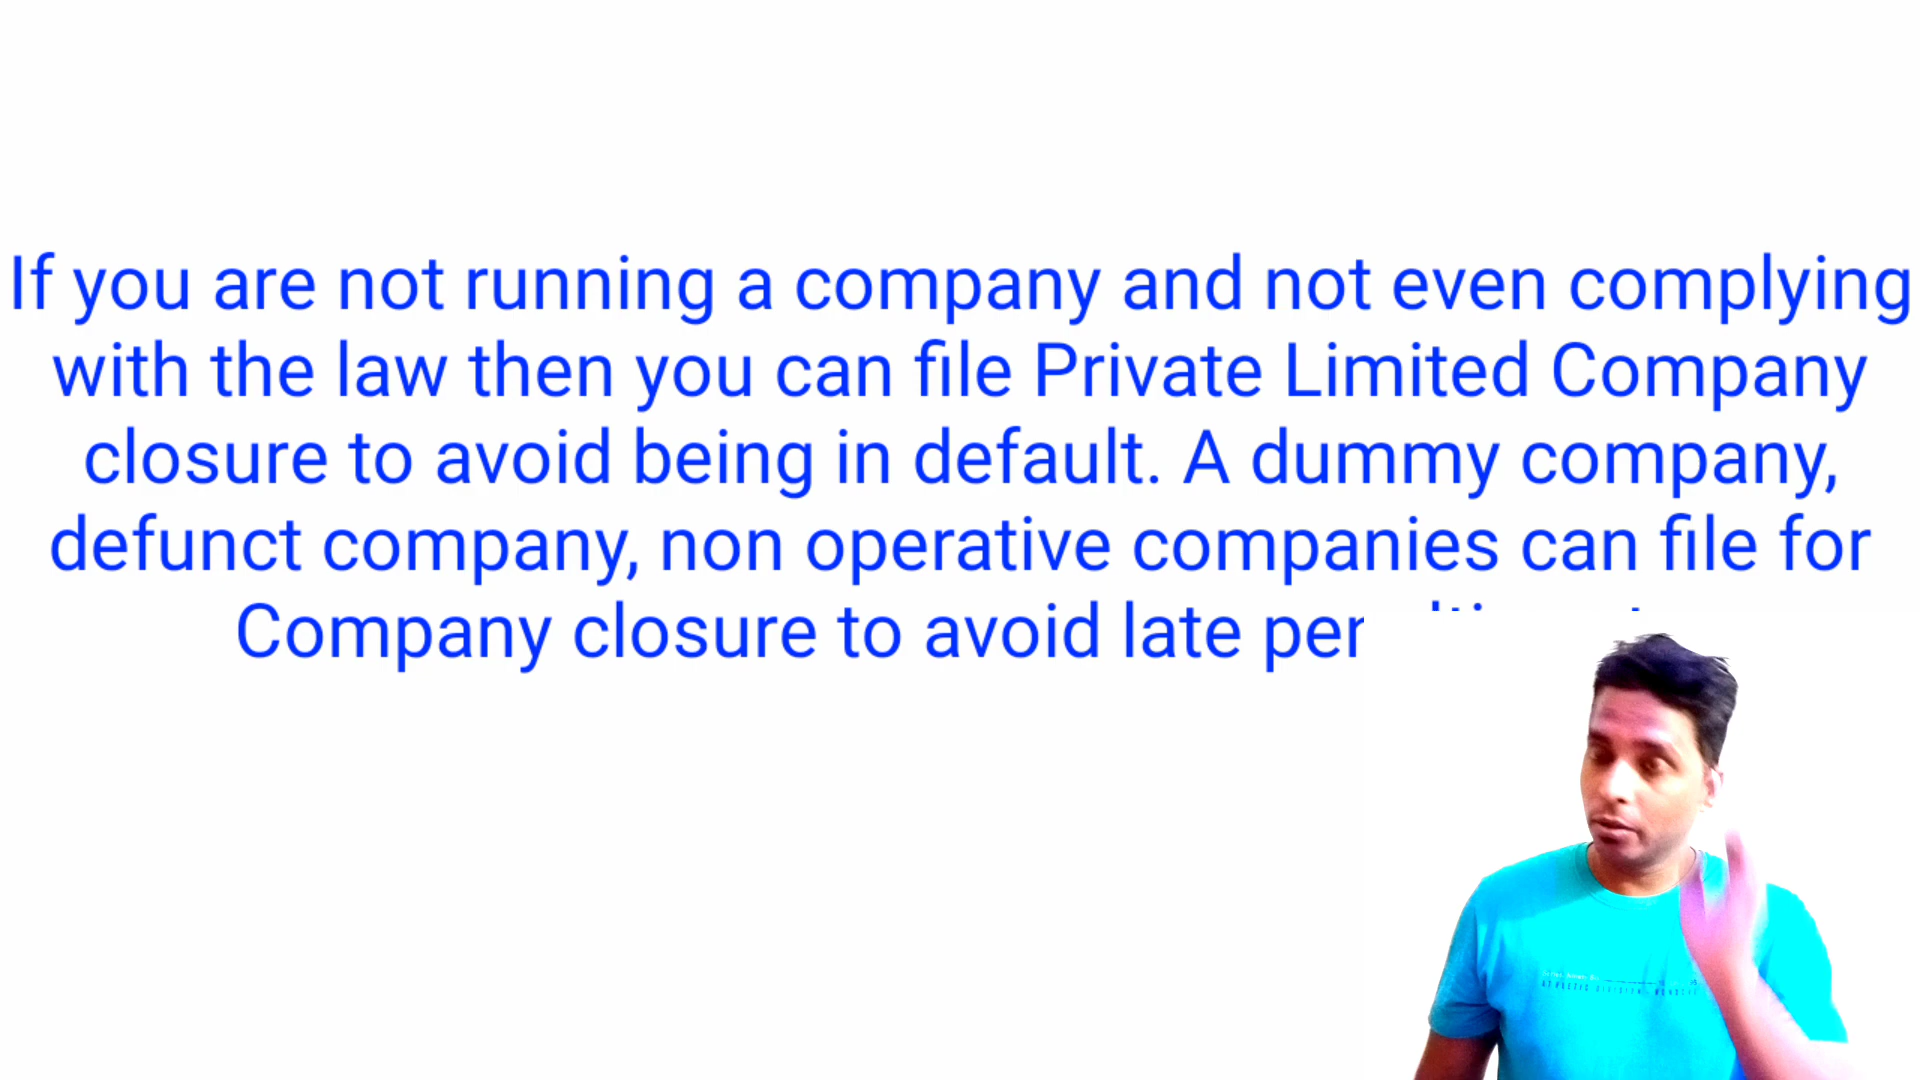 If you are not running a company and not even complying
with the law then you can file Private Limited Company
closure to avoid being in default. A dummy company,
defunct company, non operative companies can file for
Company closure to avoid late